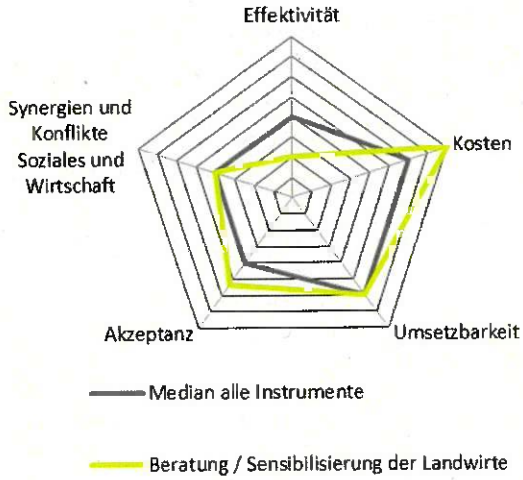 Effektivität
Synergien und
Konflikte
Soziales und
Wirtschaft
Kosten
Akzeptanz
Umsetzbarkeit
Median alle Instrumente
Beratung / Sensibilisierung der Landwirte